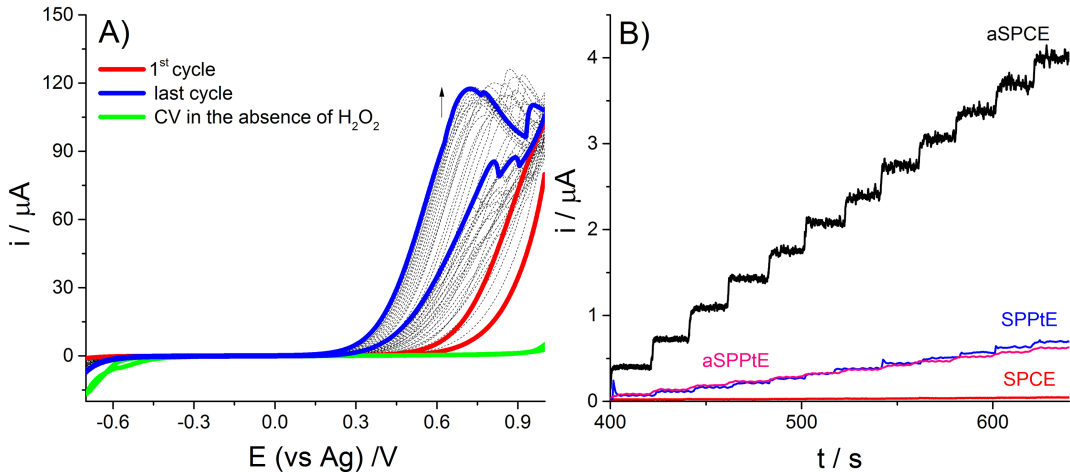 A)
1st cycle
last cycle
CV in the absence of H2O2
150
120
90
60
30
0
i / µA
-0.6
-0.3
0.0
0.3
0.6
0.9
E (vs Ag) /V
B)
aSPCE
SPPtE
aSPPtE
SPCE
4
3
2
1
0
i / µA
400
500
600
t / s